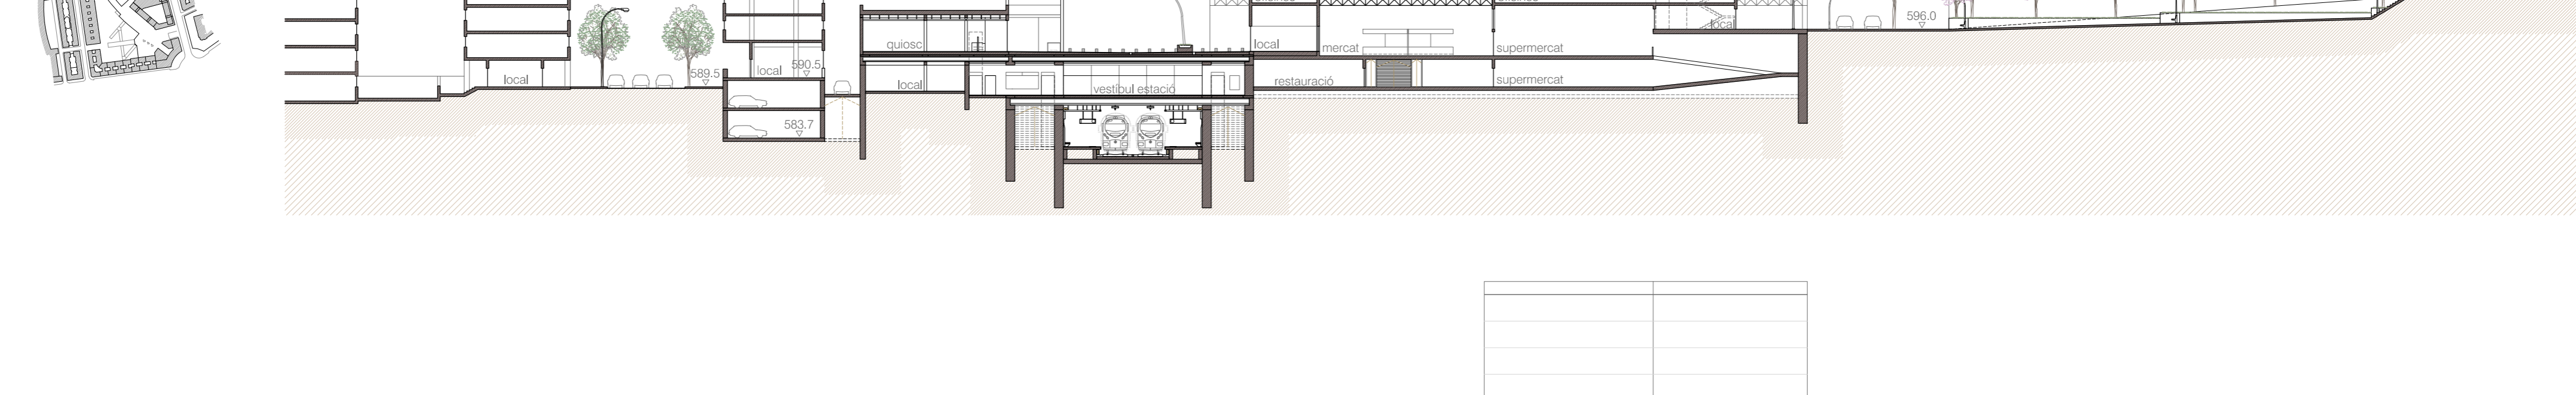 596.0
quiosc
local
mercat
supermercat
local
local
589.5
local
590.5
local
vestíbul estació
restauració
supermercat
583.7